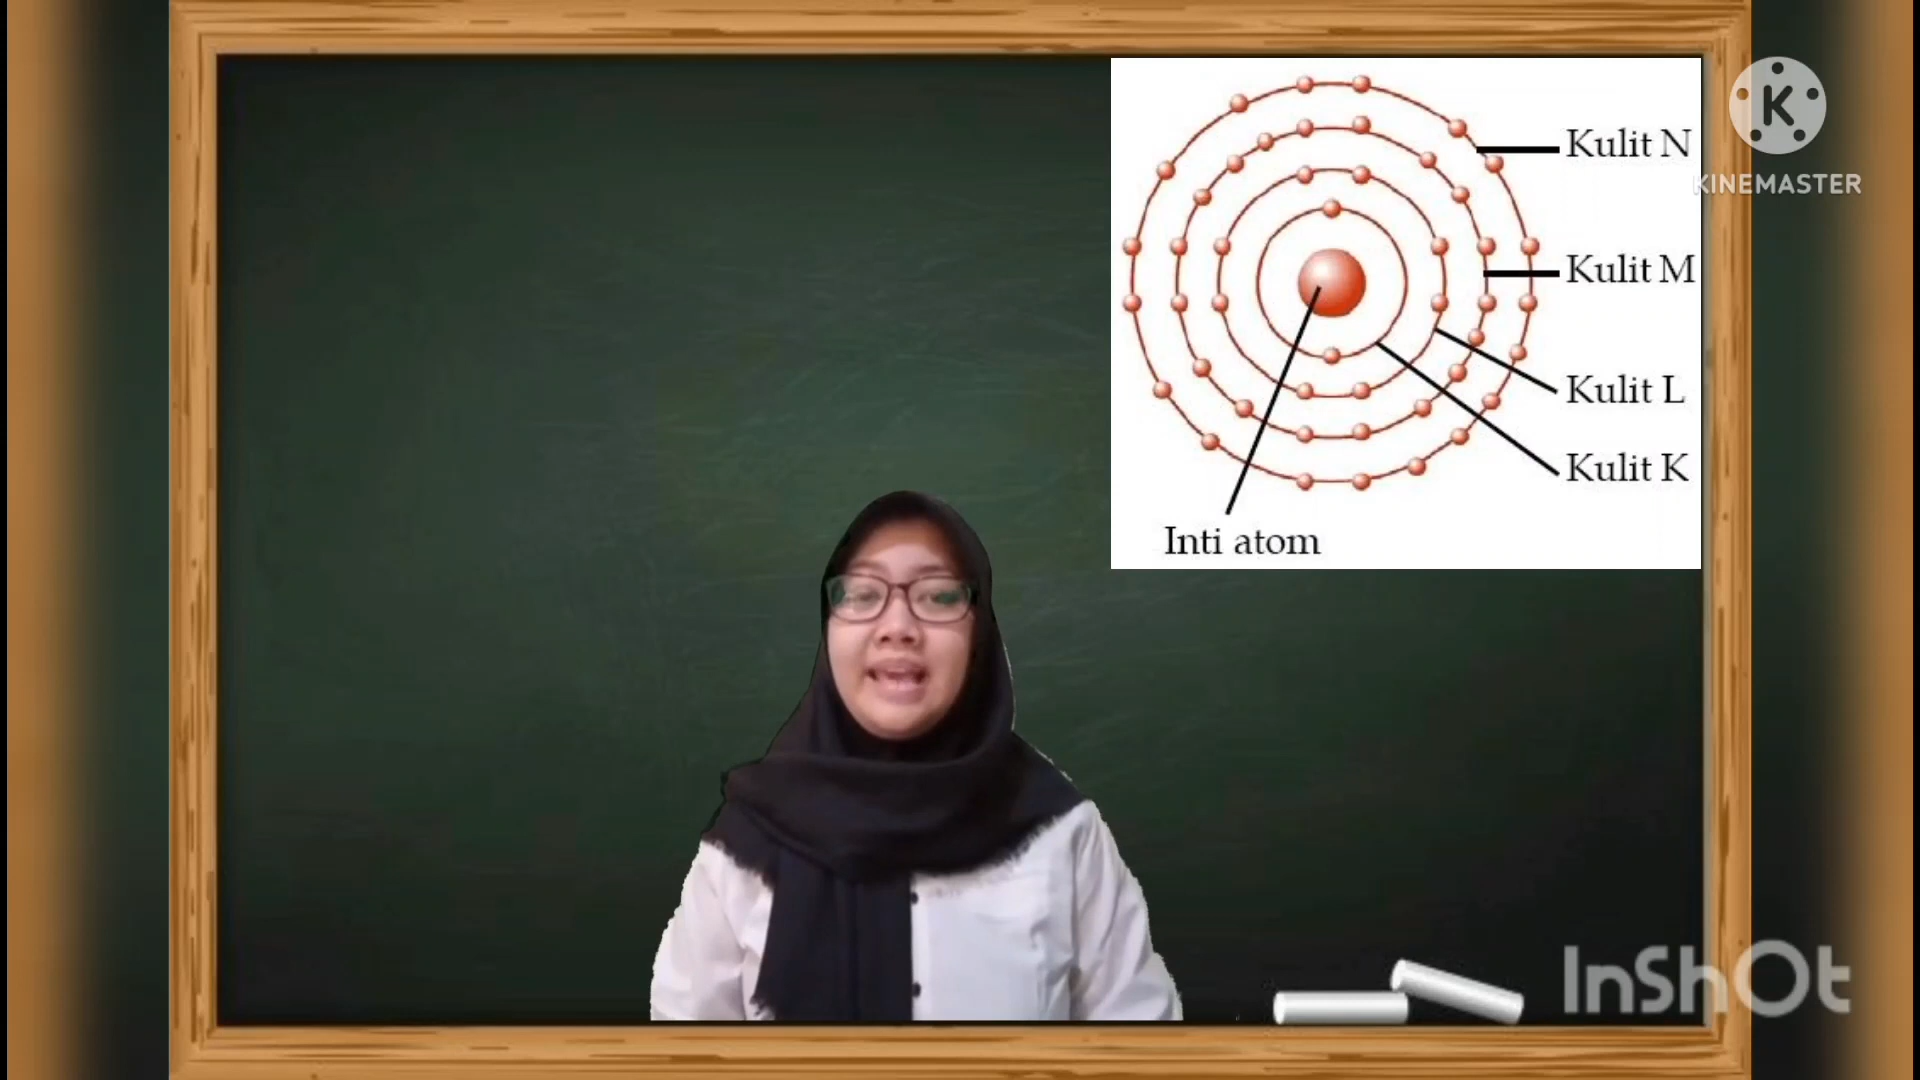 Kulit N
Kulit M
Kulit L
Kulit K
Inti atom
K
KINEMASTER
InShOt